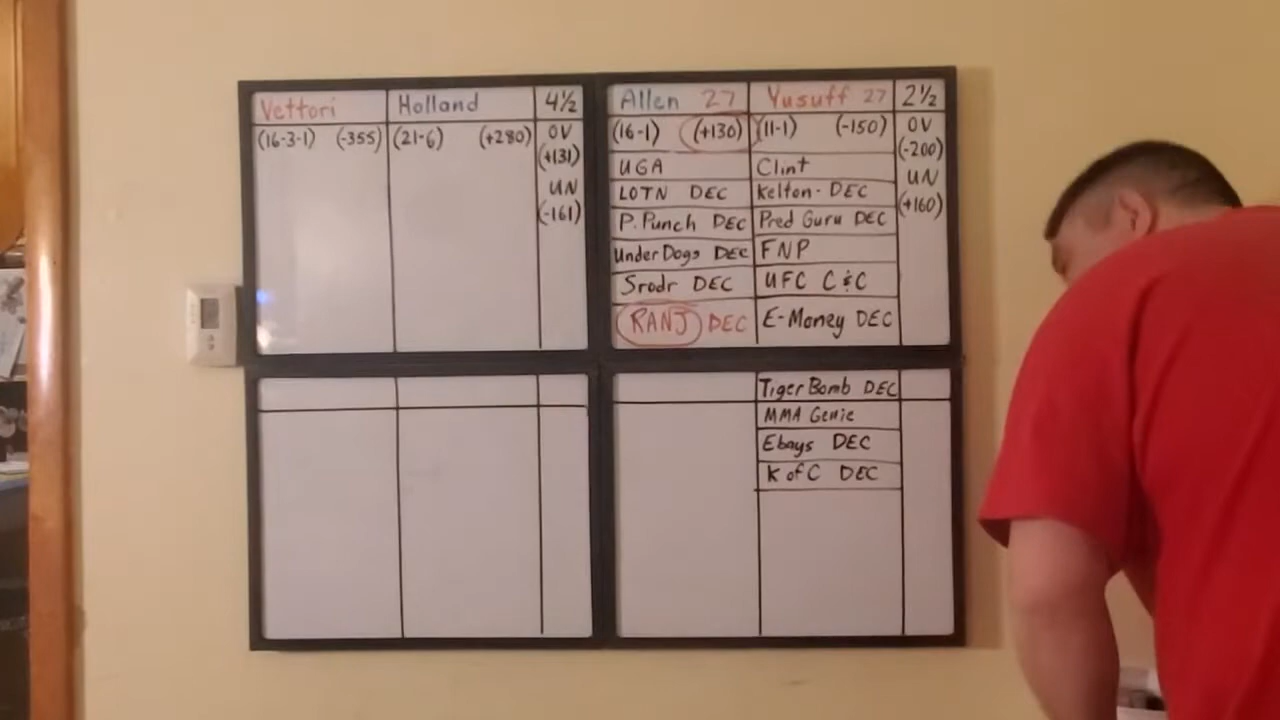 Vettori
Holland
4½
(16-3-1) (-355)
(21-6) (+280)
OV
(+131)
UN
(-161)
Allen 27
Yusuff 27
2½
(16-1) (+130)
(11-1) (-150)
OV
(-200)
UN
(+160)
UGA
Clint
LOTN DEC
Kelton- DEC
P. Punch DEC
Pred Guru DEC
UnderDogs DEC
FNP
Srodr DEC
UFC C&C
RANJ DEC
E-Money DEC
Tiger Bomb DEC
MMA Genie
Ebays DEC
K of C DEC